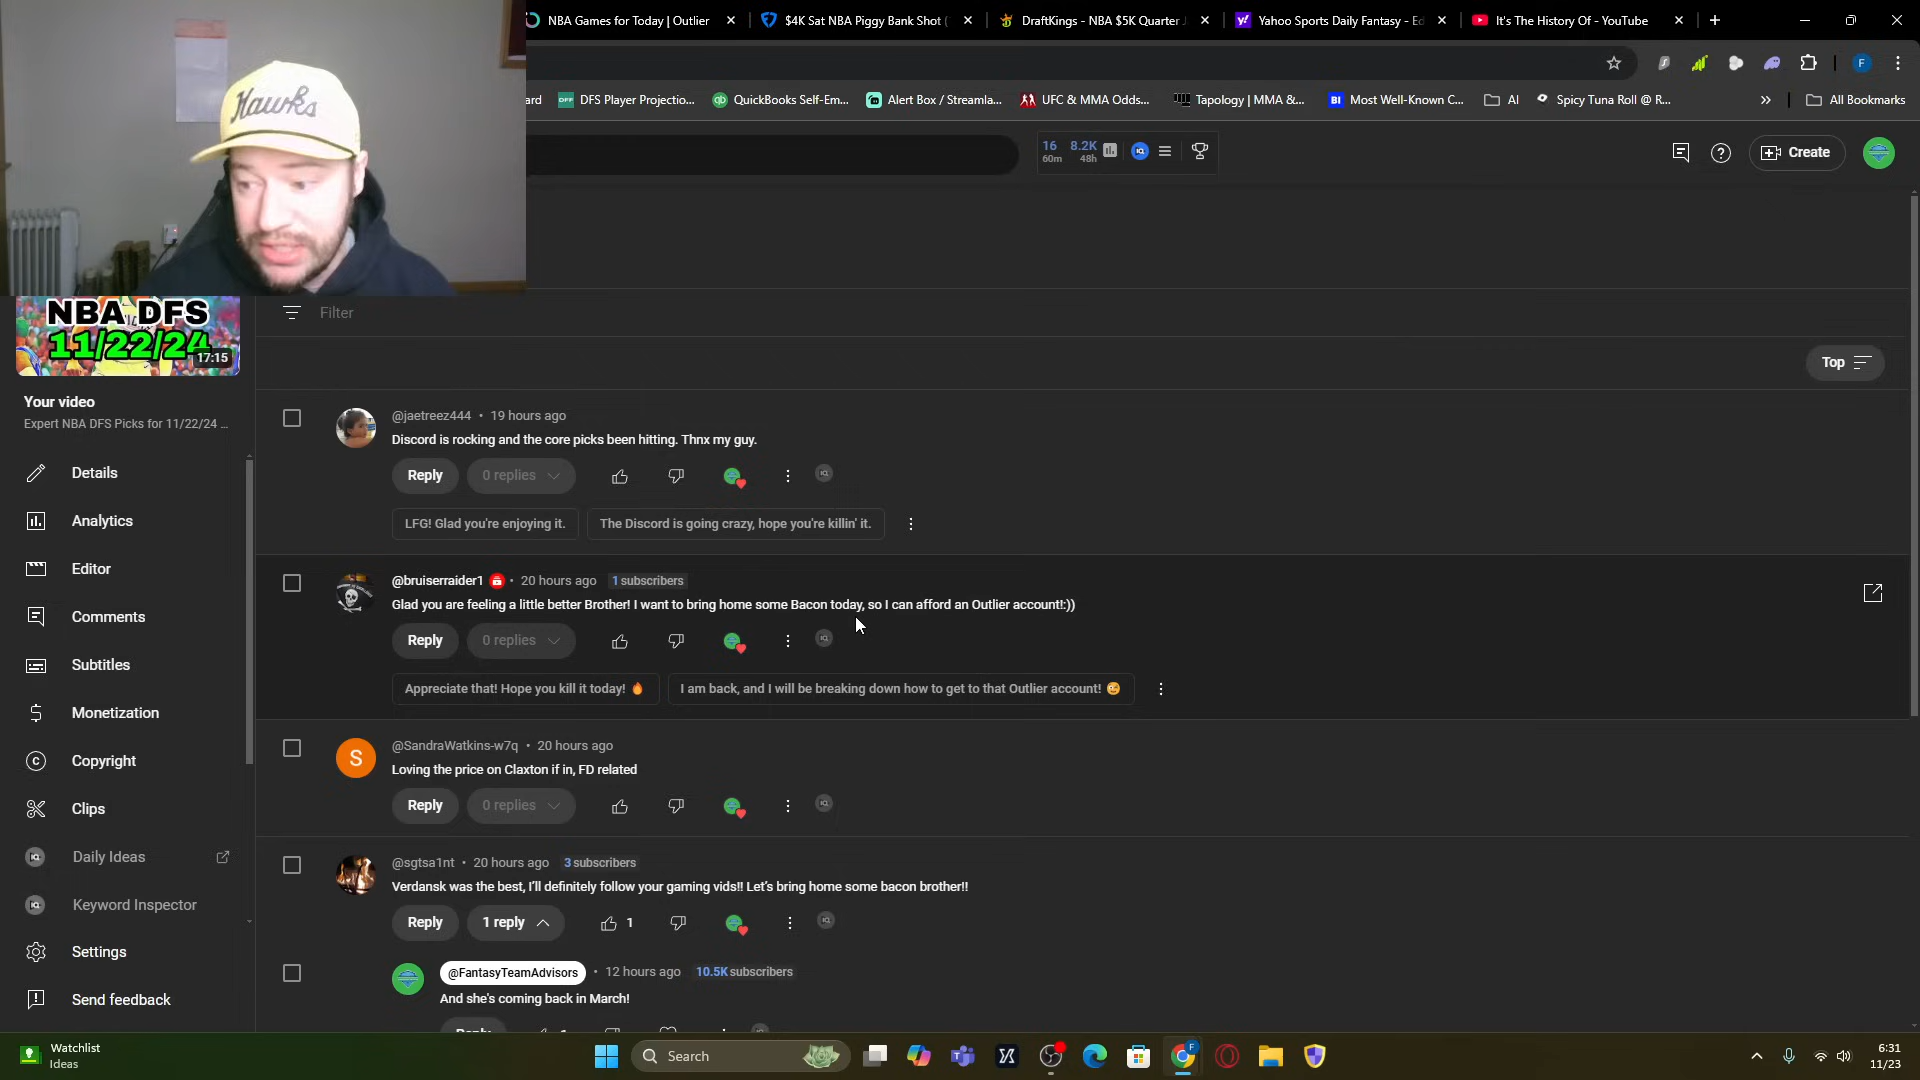 NBA Games for Today | Outlier
$4K Sat NBA Piggy Bank Shot (
DraftKings - NBA $5K Quarter J
Yahoo Sports Daily Fantasy - Ed
It's The History Of - YouTube
Hawks
ard
DFS Player Projectio...
QuickBooks Self-Em...
Alert Box / Streamla...
UFC & MMA Odds...
Tapology | MMA &...
BI Most Well-Known C...
AI
Spicy Tuna Roll @ R...
All Bookmarks
16 8.2K
60m 48h
Create
NBA DFS
11/22/24
17:15
Filter
Top
Your video
Expert NBA DFS Picks for 11/22/24 ...
Details
Analytics
Editor
Comments
Subtitles
Monetization
Copyright
Clips
Daily Ideas
Keyword Inspector
Settings
Send feedback
@jaetreez444 • 19 hours ago
Discord is rocking and the core picks been hitting. Thnx my guy.
Reply 0 replies
LFG! Glad you're enjoying it. The Discord is going crazy, hope you're killin' it.
@bruiserraider1 • 20 hours ago 1 subscribers
Glad you are feeling a little better Brother! I want to bring home some Bacon today, so I can afford an Outlier account!:))
Reply 0 replies
Appreciate that! Hope you kill it today! 🔥 I am back, and I will be breaking down how to get to that Outlier account! 😉
S
@SandraWatkins-w7q • 20 hours ago
Loving the price on Claxton if in, FD related
Reply 0 replies
@sgtsa1nt • 20 hours ago 3 subscribers
Verdansk was the best, I'll definitely follow your gaming vids!! Let's bring home some bacon brother!!
Reply 1 reply 1
@FantasyTeamAdvisors • 12 hours ago 10.5K subscribers
And she's coming back in March!
Reply 1
Watchlist
Ideas
Search
6:31
11/23